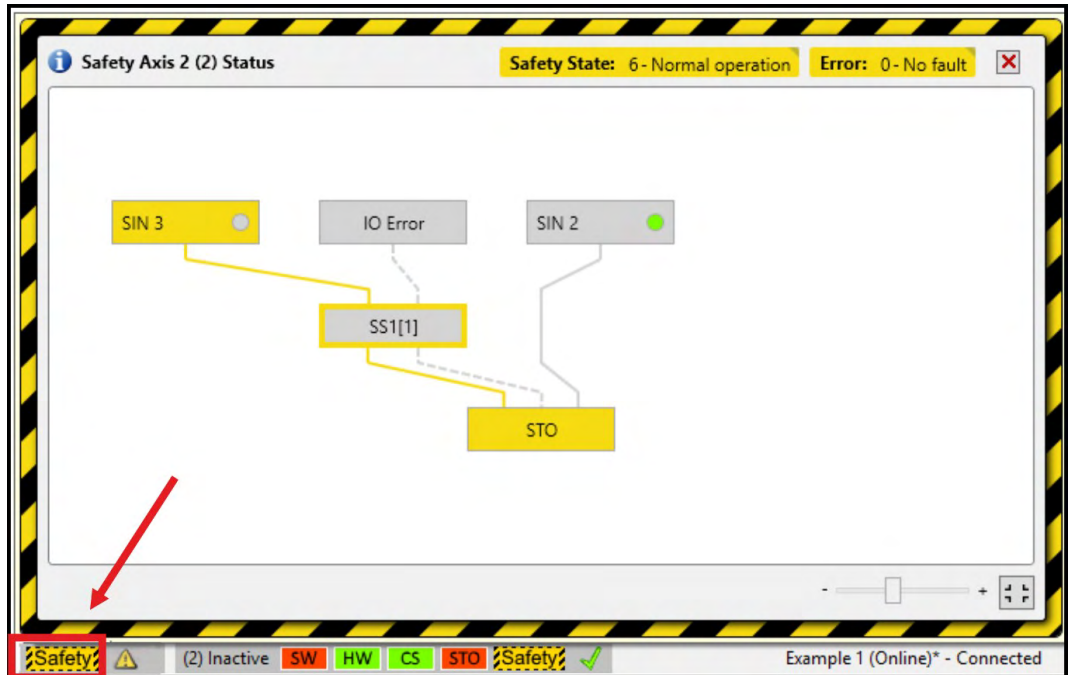 Safety Axis 2 (2) Status Safety State: 6 - Normal operation Error: 0 - No fault
SIN 3 IO Error SIN 2
SS1[1]
STO
- +
Safety (2) Inactive SW HW CS STO Safety Example 1 (Online)* - Connected